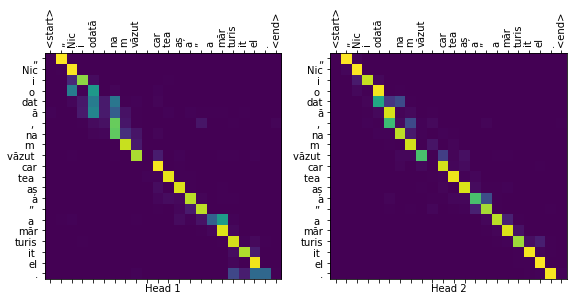 <start> „ Nic i odată na m văzut car tea aș a ” a măr turis it el . <end>
<start> „ Nic i odată na m văzut car tea aș a ” a măr turis it el . <end>
„
Nic
i
o
dat
ă
,
na
m
văzut
car
tea
aș
a
”
a
măr
turis
it
el
.
„
Nic
i
o
dat
ă
,
na
m
văzut
car
tea
aș
a
”
a
măr
turis
it
el
.
Head 1
Head 2